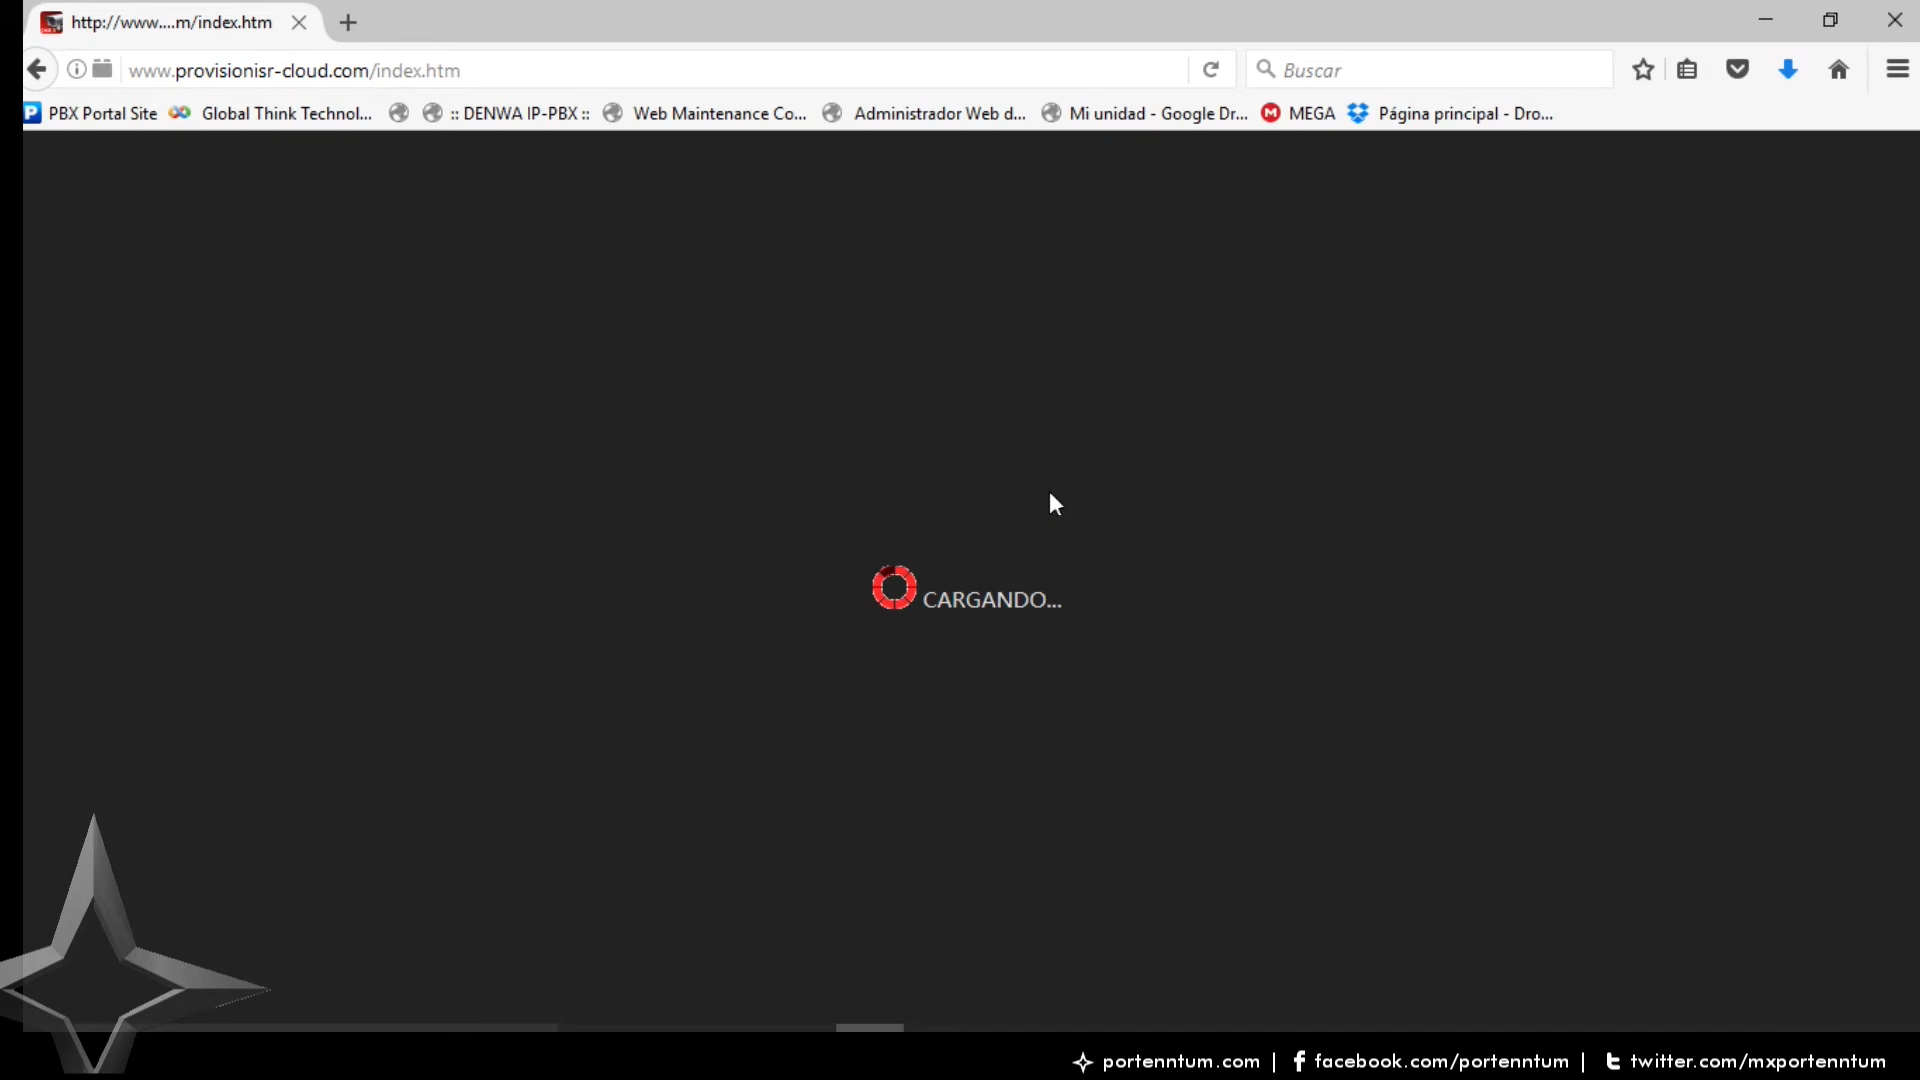 http://www....m/index.htm
www.provisionisr-cloud.com/index.htm
Buscar
PBX Portal Site
Global Think Technol...
:: DENWA IP-PBX ::
Web Maintenance Co...
Administrador Web d...
Mi unidad - Google Dr...
MEGA
Página principal - Dro...
CARGANDO...
portenntum.com | facebook.com/portenntum | twitter.com/mxportenntum